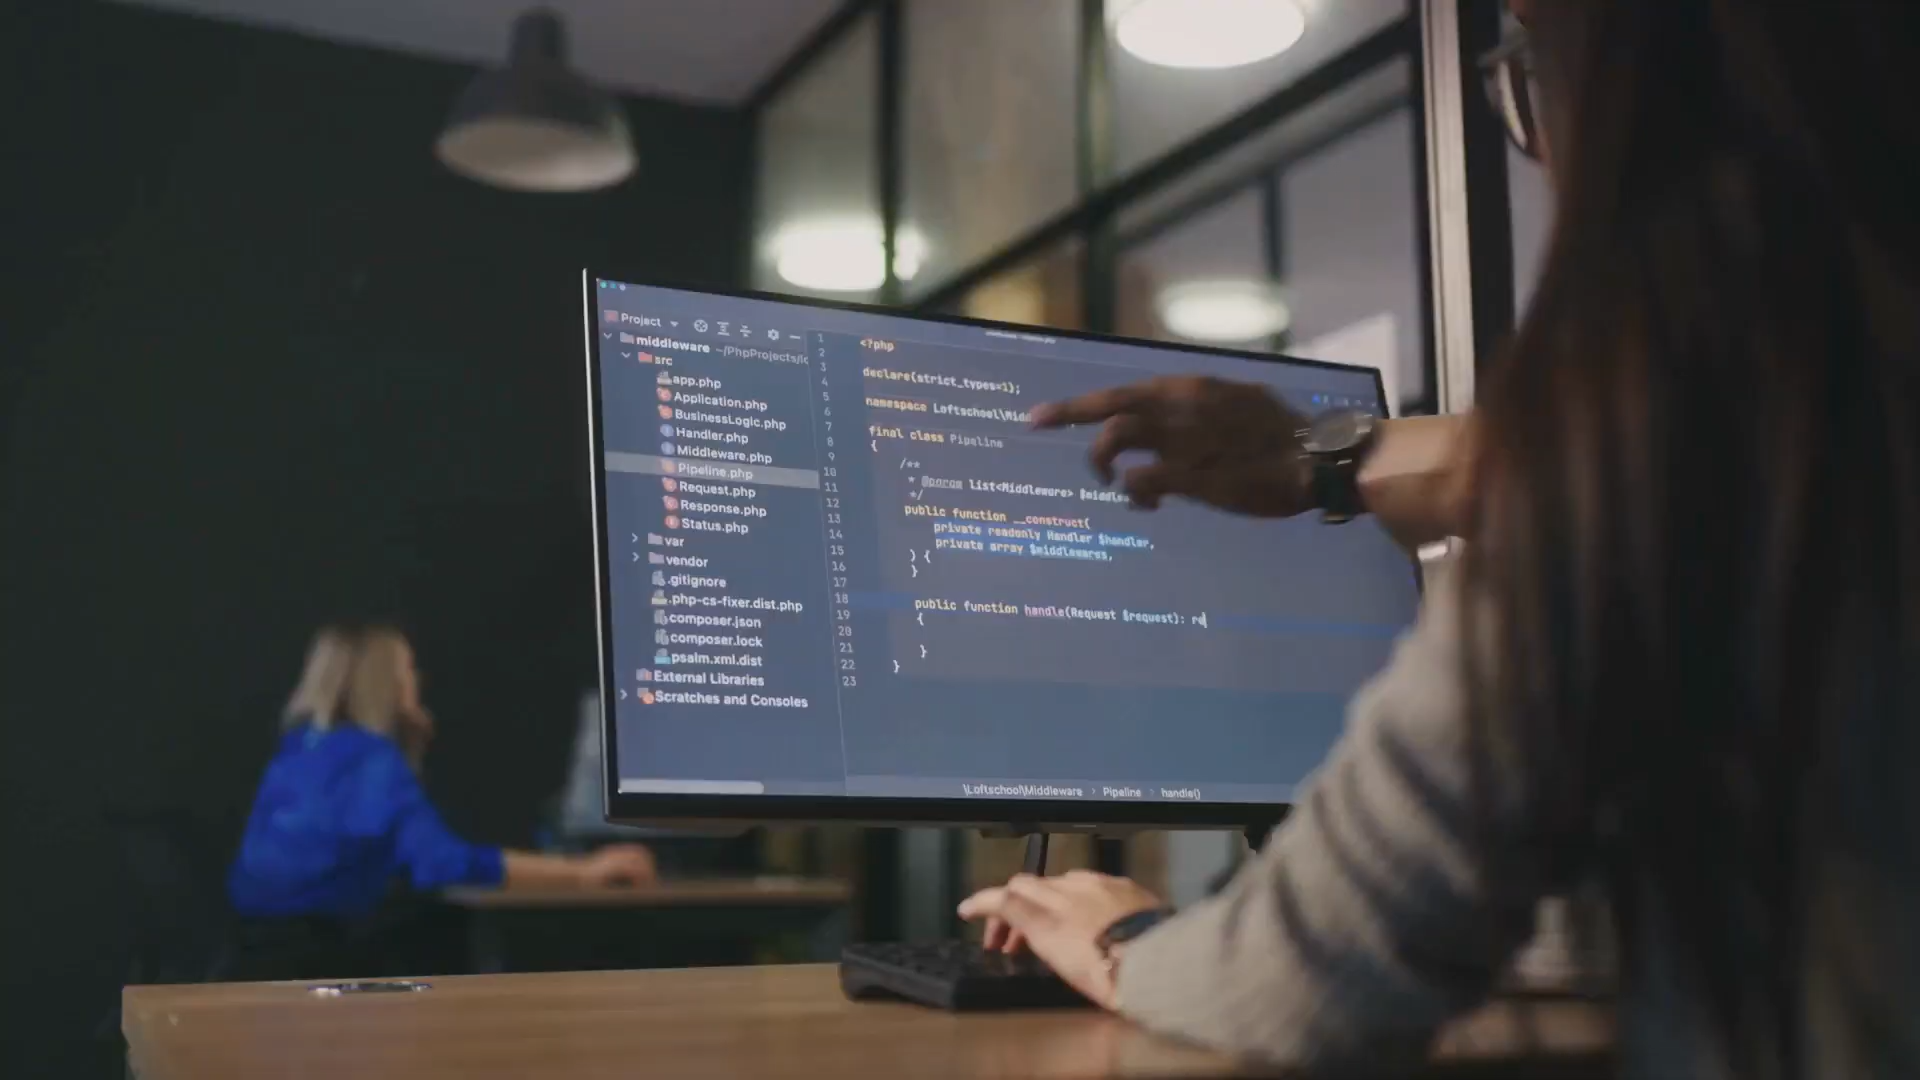 Project
middleware ~/PhpProjects/lo
src
app.php
Application.php
BusinessLogic.php
Handler.php
Middleware.php
Pipeline.php
Request.php
Response.php
Status.php
var
vendor
.gitignore
.php-cs-fixer.dist.php
composer.json
composer.lock
psalm.xml.dist
External Libraries
Scratches and Consoles
1
2
3
4
5
6
7
8
9
10
11
12
13
14
15
16
17
18
19
20
21
22
23
<?php
declare(strict_types=1);
namespace Loftschool\Midd
final class Pipeline
{
/**
* @param list<Middleware> $middle
*/
public function __construct(
private readonly Handler $handler,
private array $middlewares,
) {
}
public function handle(Request $request): re
{
}
}
\Loftschool\Middleware > Pipeline > handle()